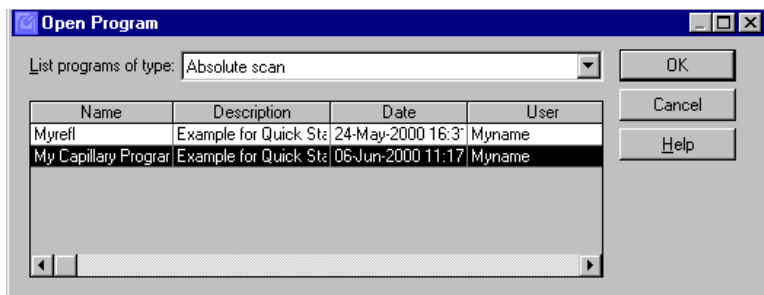 Open Program
List programs of type: Absolute scan
OK
Cancel
Help
Name Description Date User
Myrefl Example for Quick Sta 24-May-2000 16:3 Myname
My Capillary Prograr Example for Quick Sta 06-Jun-2000 11:17 Myname